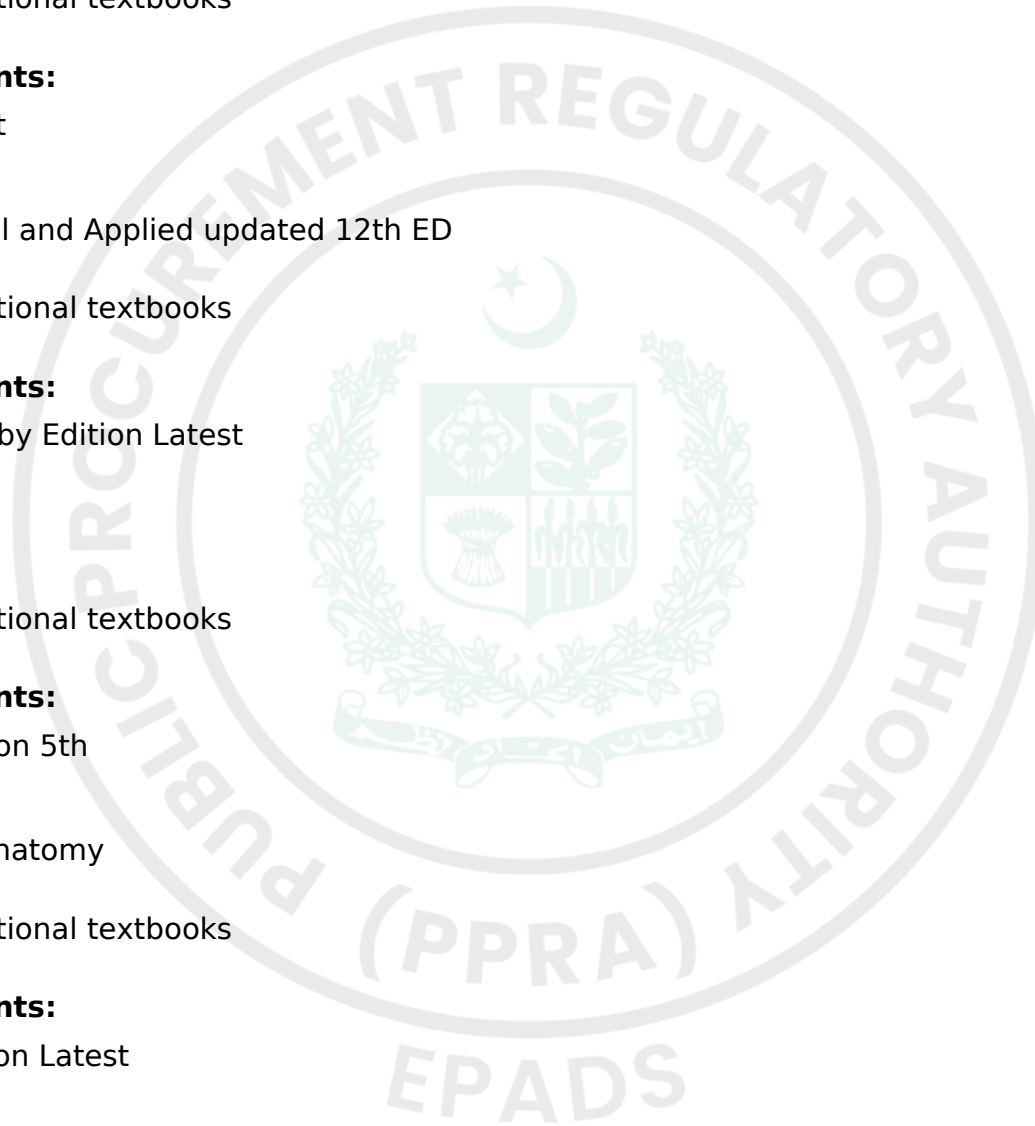 tional textbooks
nts:
t
l and Applied updated 12th ED
tional textbooks
nts:
by Edition Latest
tional textbooks
nts:
on 5th
natomy
tional textbooks
nts:
on Latest
PUBLIC PROCUREMENT REGULATORY AUTHORITY
(PPRA)
EPADS